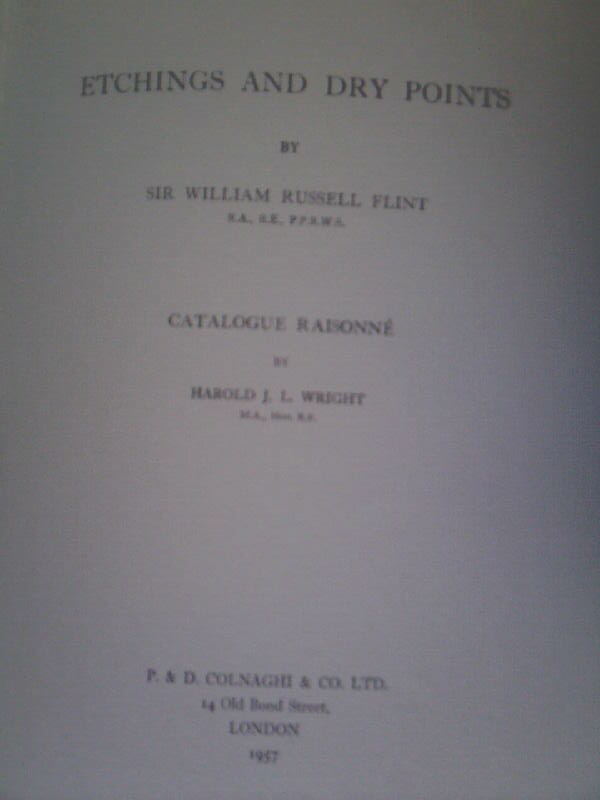 ETCHINGS AND DRY POINTS
BY
SIR WILLIAM RUSSELL FLINT
R.A., R.E., P.P.R.W.S.
CATALOGUE RAISONNÉ
BY
HAROLD J. L. WRIGHT
M.A., Hon. R.E.
P. & D. COLNAGHI & CO. LTD.
14 Old Bond Street,
LONDON
1957